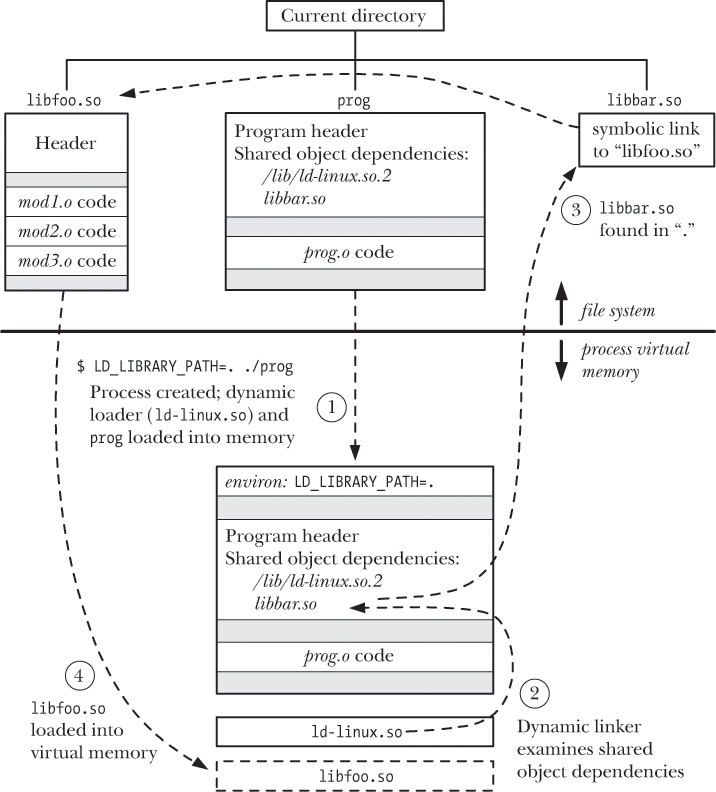 Current directory
libfoo.so
Header
mod1.o code
mod2.o code
mod3.o code
prog
Program header
Shared object dependencies:
/lib/ld-linux.so.2
libbar.so
prog.o code
libbar.so
symbolic link
to “libfoo.so”
3
libbar.so
found in “.”
file system
process virtual
memory
$ LD_LIBRARY_PATH=. ./prog
Process created; dynamic
loader (ld-linux.so) and
prog loaded into memory
1
environ: LD_LIBRARY_PATH=.
Program header
Shared object dependencies:
/lib/ld-linux.so.2
libbar.so
prog.o code
4
libfoo.so
loaded into
virtual memory
2
Dynamic linker
examines shared
object dependencies
ld-linux.so
libfoo.so